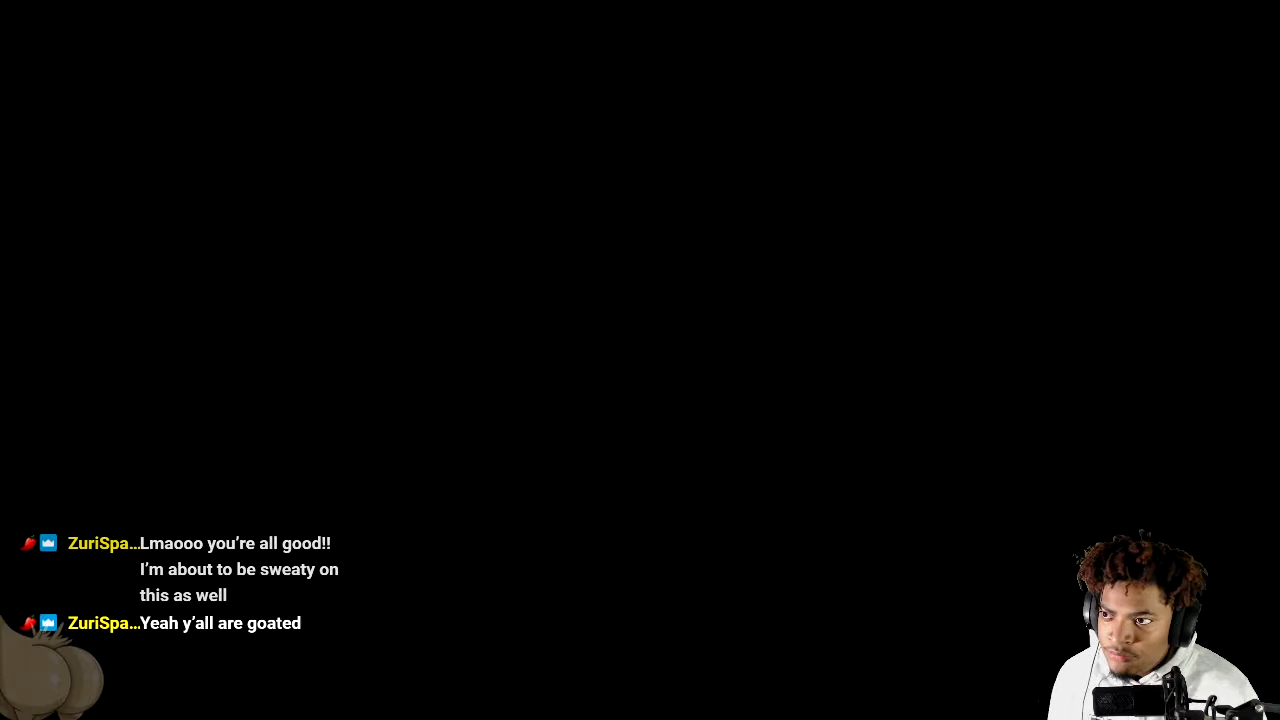 ZuriSpa…Lmaooo you’re all good!!
I’m about to be sweaty on
this as well
ZuriSpa…Yeah y’all are goated